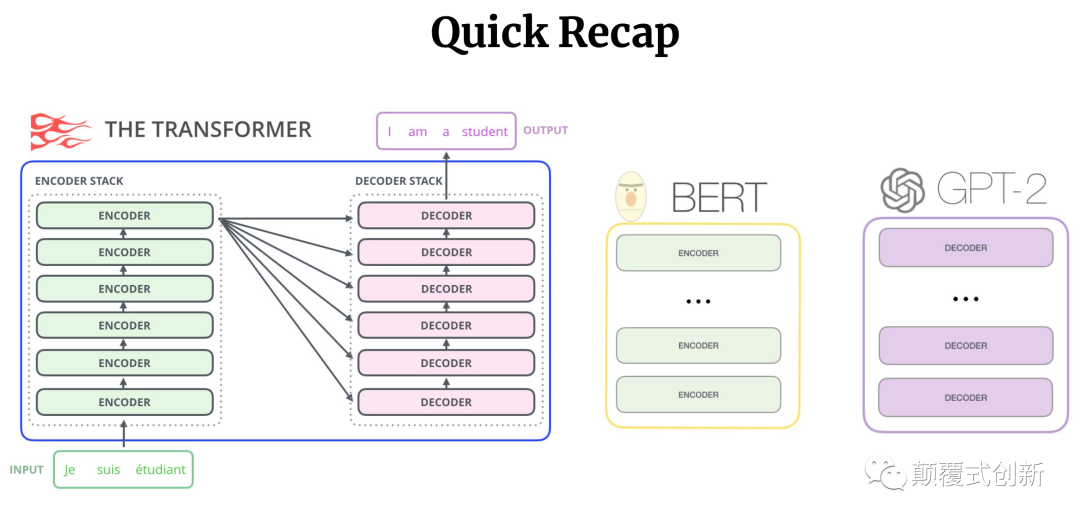 Quick Recap
THE TRANSFORMER
I am a student
OUTPUT
ENCODER STACK
ENCODER
ENCODER
ENCODER
ENCODER
ENCODER
ENCODER
DECODER STACK
DECODER
DECODER
DECODER
DECODER
DECODER
DECODER
INPUT
Je suis étudiant
BERT
ENCODER
...
ENCODER
ENCODER
GPT-2
DECODER
...
DECODER
DECODER
颠覆式创新